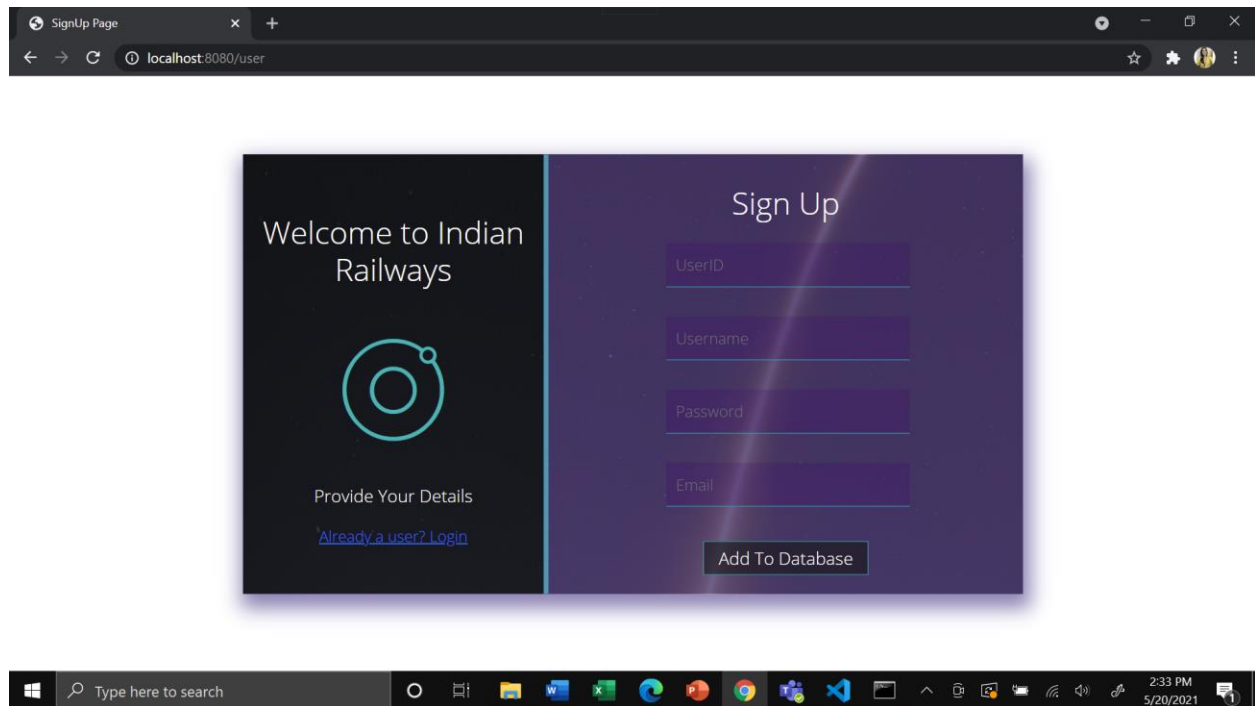 SignUp Page
localhost:8080/user
Welcome to Indian
Railways
Provide Your Details
Already a user? Login
Sign Up
UserID
Username
Password
Email
Add To Database
Type here to search
2:33 PM
5/20/2021